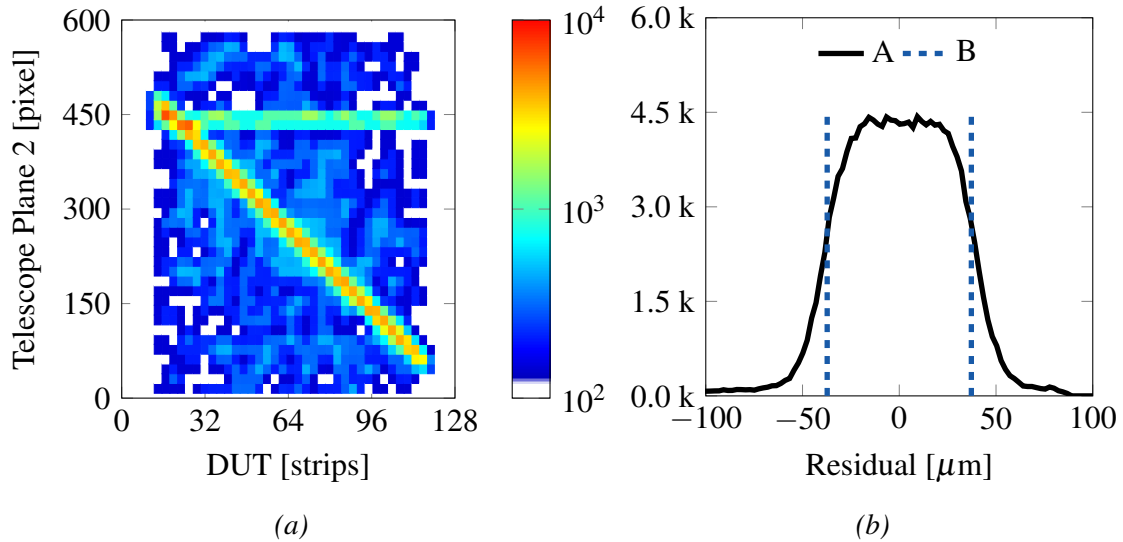 600
450
300
150
0
Telescope Plane 2 [pixel]
0 32 64 96 128
DUT [strips]
10^4
10^3
10^2
(a)
6.0 k
4.5 k
3.0 k
1.5 k
0.0 k
A B
−100 −50 0 50 100
Residual [μm]
(b)